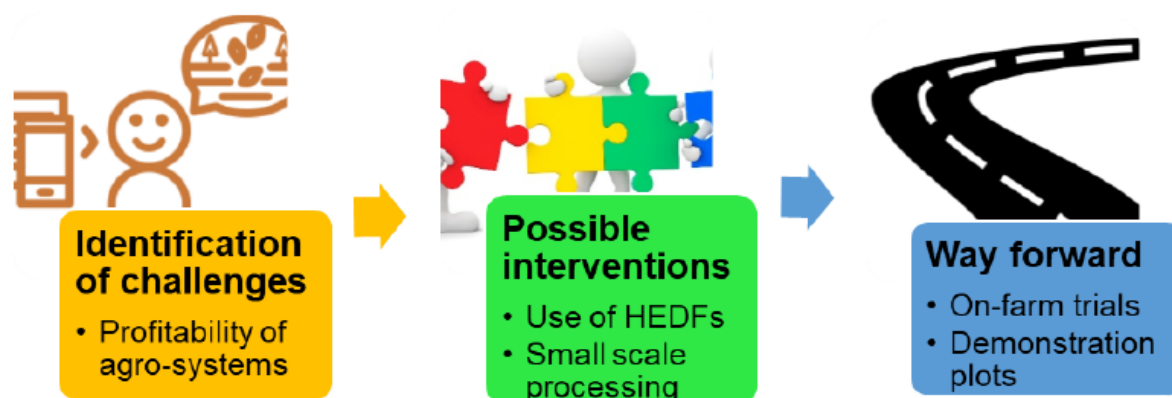 Identification
of challenges
• Profitability of
agro-systems
Possible
interventions
• Use of HEDFs
• Small scale
processing
Way forward
• On-farm trials
• Demonstration
plots